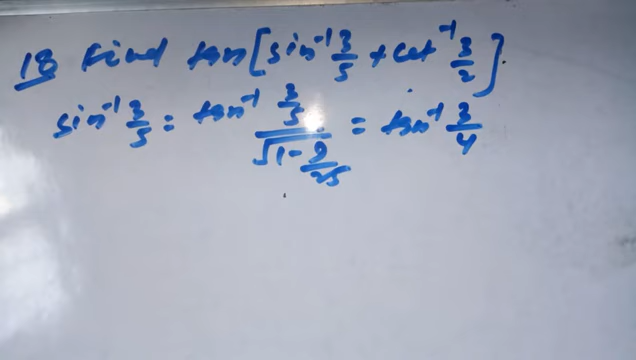 18 Find tan[sin⁻¹ 3/5 + cot⁻¹ 3/2].
sin⁻¹ 3/5 = tan⁻¹ (3/5)/√(1 - 9/25) = tan⁻¹ 3/4